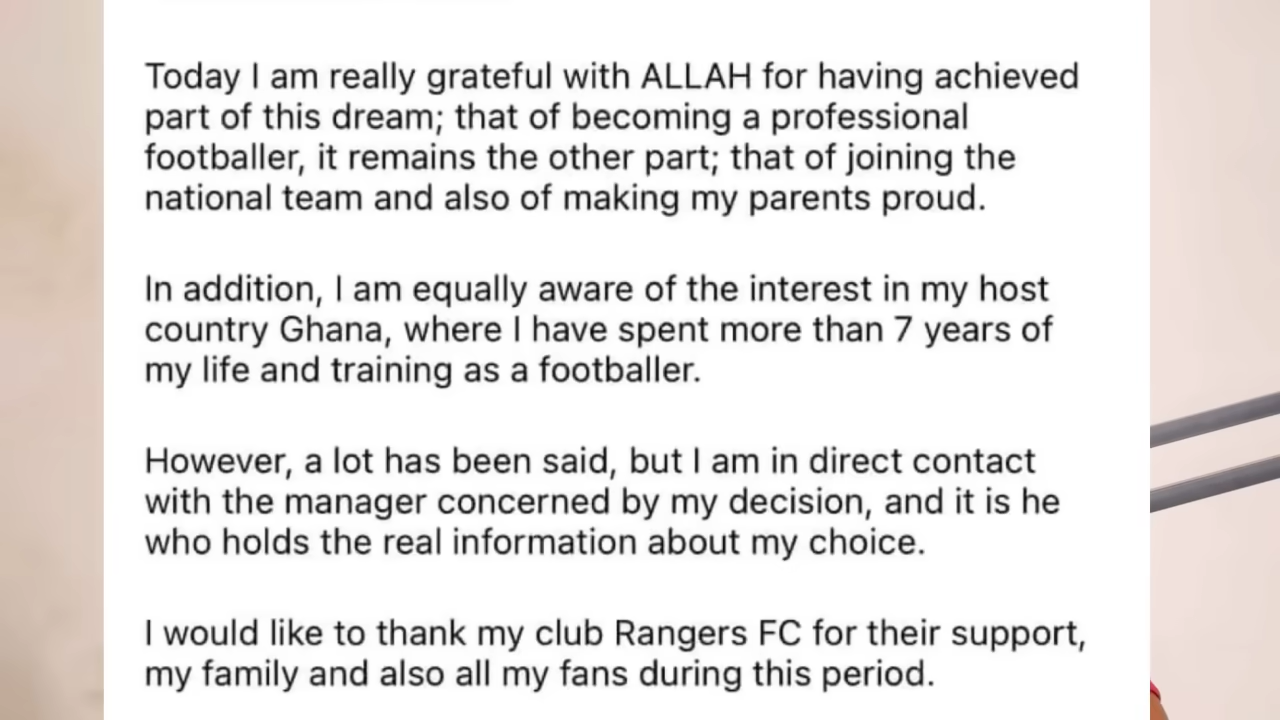 Today I am really grateful with ALLAH for having achieved
part of this dream; that of becoming a professional
footballer, it remains the other part; that of joining the
national team and also of making my parents proud.
In addition, I am equally aware of the interest in my host
country Ghana, where I have spent more than 7 years of
my life and training as a footballer.
However, a lot has been said, but I am in direct contact
with the manager concerned by my decision, and it is he
who holds the real information about my choice.
I would like to thank my club Rangers FC for their support,
my family and also all my fans during this period.